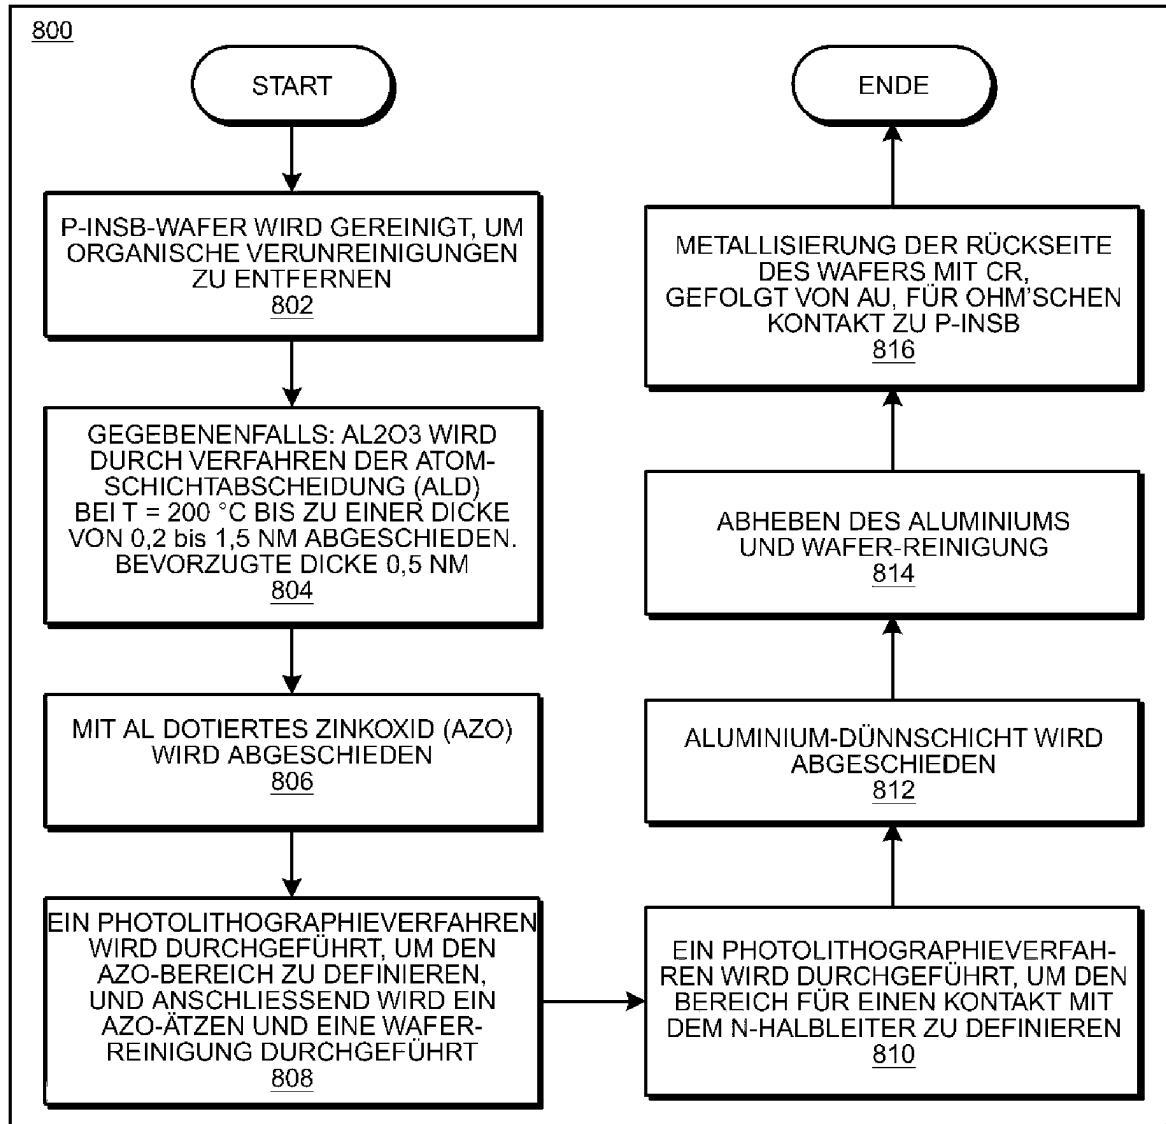 800
START
P-INSB-WAFER WIRD GEREINIGT, UM
ORGANISCHE VERUNREINIGUNGEN
ZU ENTFERNEN
802
GEGEBENENFALLS: AL2O3 WIRD
DURCH VERFAHREN DER ATOM-
SCHICHTABSCHEIDUNG (ALD)
BEI T = 200 °C BIS ZU EINER DICKE
VON 0,2 bis 1,5 NM ABGESCHIEDEN.
BEVORZUGTE DICKE 0,5 NM
804
MIT AL DOTIERTES ZINKOXID (AZO)
WIRD ABGESCHIEDEN
806
EIN PHOTOLITHOGRAPHIEVERFAHREN
WIRD DURCHGEFÜHRT, UM DEN
AZO-BEREICH ZU DEFINIEREN,
UND ANSCHLIESSEND WIRD EIN
AZO-ÄTZEN UND EINE WAFER-
REINIGUNG DURCHGEFÜHRT
808
EIN PHOTOLITHOGRAPHIEVERFAH-
REN WIRD DURCHGEFÜHRT, UM DEN
BEREICH FÜR EINEN KONTAKT MIT
DEM N-HALBLEITER ZU DEFINIEREN
810
ALUMINIUM-DÜNNSCHICHT WIRD
ABGESCHIEDEN
812
ABHEBEN DES ALUMINIUMS
UND WAFER-REINIGUNG
814
METALLISIERUNG DER RÜCKSEITE
DES WAFERS MIT CR,
GEFOLGT VON AU, FÜR OHM'SCHEN
KONTAKT ZU P-INSB
816
ENDE